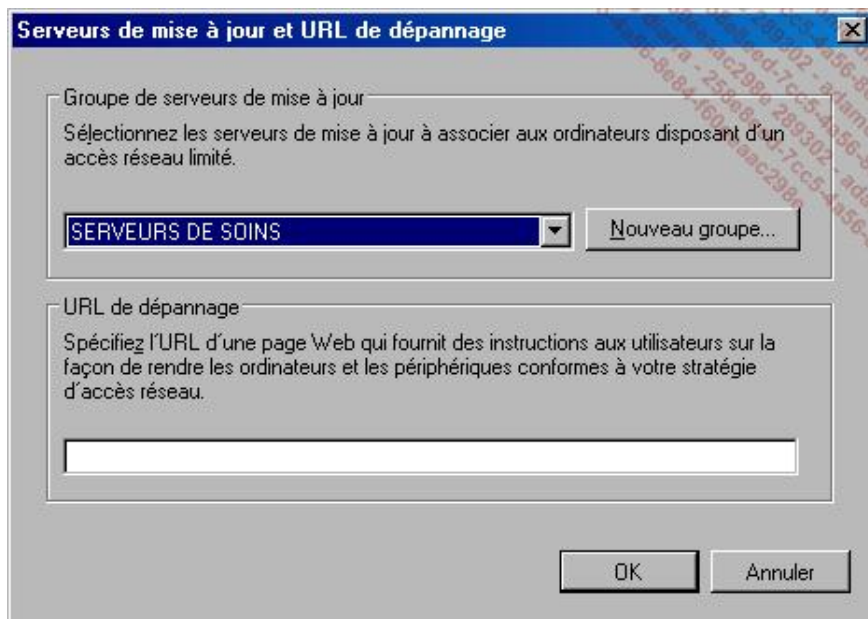 Serveurs de mise à jour et URL de dépannage
Groupe de serveurs de mise à jour
Sélectionnez les serveurs de mise à jour à associer aux ordinateurs disposant d'un
accès réseau limité.
SERVEURS DE SOINS
Nouveau groupe...
URL de dépannage
Spécifiez l'URL d'une page Web qui fournit des instructions aux utilisateurs sur la
façon de rendre les ordinateurs et les périphériques conformes à votre stratégie
d'accès réseau.
OK
Annuler